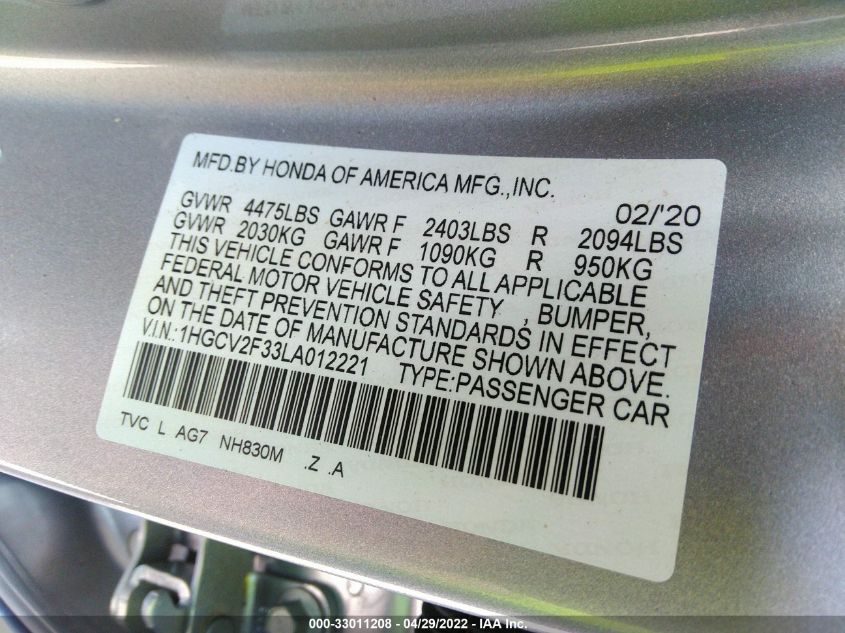 MFD.BY HONDA OF AMERICA MFG.,INC.
02/'20
GVWR 4475LBS GAWR F 2403LBS R 2094LBS
GVWR 2030KG GAWR F 1090KG R 950KG
THIS VEHICLE CONFORMS TO ALL APPLICABLE
FEDERAL MOTOR VEHICLE SAFETY , BUMPER,
AND THEFT PREVENTION STANDARDS IN EFFECT
ON THE DATE OF MANUFACTURE SHOWN ABOVE.
V.I.N.:1HGCV2F33LA012221 TYPE:PASSENGER CAR
TVC L AG7 NH830M .Z .A
000-33011208 - 04/29/2022 - IAA Inc.